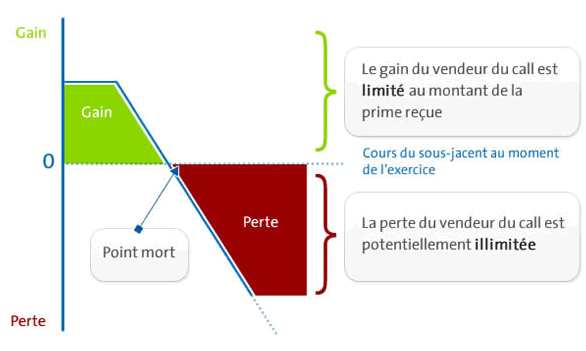 Gain
Le gain du vendeur du call est
limité au montant de la
prime reçue
Gain
0
Cours du sous-jacent au moment
de l'exercice
Perte
La perte du vendeur du call est
potentiellement illimitée
Point mort
Perte